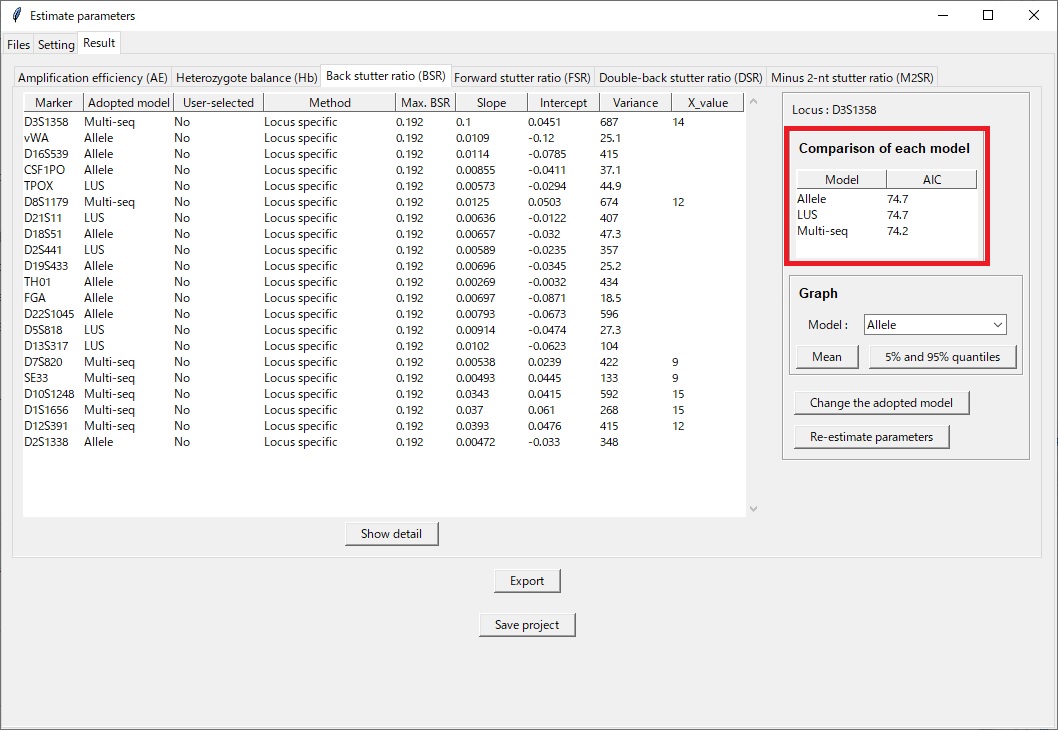 Estimate parameters
Files Setting Result
Amplification efficiency (AE) Heterozygote balance (Hb) Back stutter ratio (BSR) Forward stutter ratio (FSR) Double-back stutter ratio (DSR) Minus 2-nt stutter ratio (M2SR)
Marker Adopted model User-selected Method Max. BSR Slope Intercept Variance X_value
D3S1358 Multi-seq No Locus specific 0.192 0.1 0.0451 687 14
vWA Allele No Locus specific 0.192 0.0109 -0.12 25.1
D16S539 Allele No Locus specific 0.192 0.0114 -0.0785 415
CSF1PO Allele No Locus specific 0.192 0.00855 -0.0411 37.1
TPOX LUS No Locus specific 0.192 0.00573 -0.0294 44.9
D8S1179 Multi-seq No Locus specific 0.192 0.0125 0.0503 674 12
D21S11 LUS No Locus specific 0.192 0.00636 -0.0122 407
D18S51 Allele No Locus specific 0.192 0.00657 -0.032 47.3
D2S441 LUS No Locus specific 0.192 0.00589 -0.0235 357
D19S433 Allele No Locus specific 0.192 0.00696 -0.0345 25.2
TH01 Allele No Locus specific 0.192 0.00269 -0.0032 434
FGA Allele No Locus specific 0.192 0.00697 -0.0871 18.5
D22S1045 Allele No Locus specific 0.192 0.00793 -0.0673 596
D5S818 LUS No Locus specific 0.192 0.00914 -0.0474 27.3
D13S317 LUS No Locus specific 0.192 0.0102 -0.0623 104
D7S820 Multi-seq No Locus specific 0.192 0.00538 0.0239 422 9
SE33 Multi-seq No Locus specific 0.192 0.00493 0.0445 133 9
D10S1248 Multi-seq No Locus specific 0.192 0.0343 0.0415 592 15
D1S1656 Multi-seq No Locus specific 0.192 0.037 0.061 268 15
D12S391 Multi-seq No Locus specific 0.192 0.0393 0.0476 415 12
D2S1338 Allele No Locus specific 0.192 0.00472 -0.033 348
Show detail
Locus : D3S1358
Comparison of each model
Model AIC
Allele 74.7
LUS 74.7
Multi-seq 74.2
Graph
Model : Allele
Mean 5% and 95% quantiles
Change the adopted model
Re-estimate parameters
Export
Save project